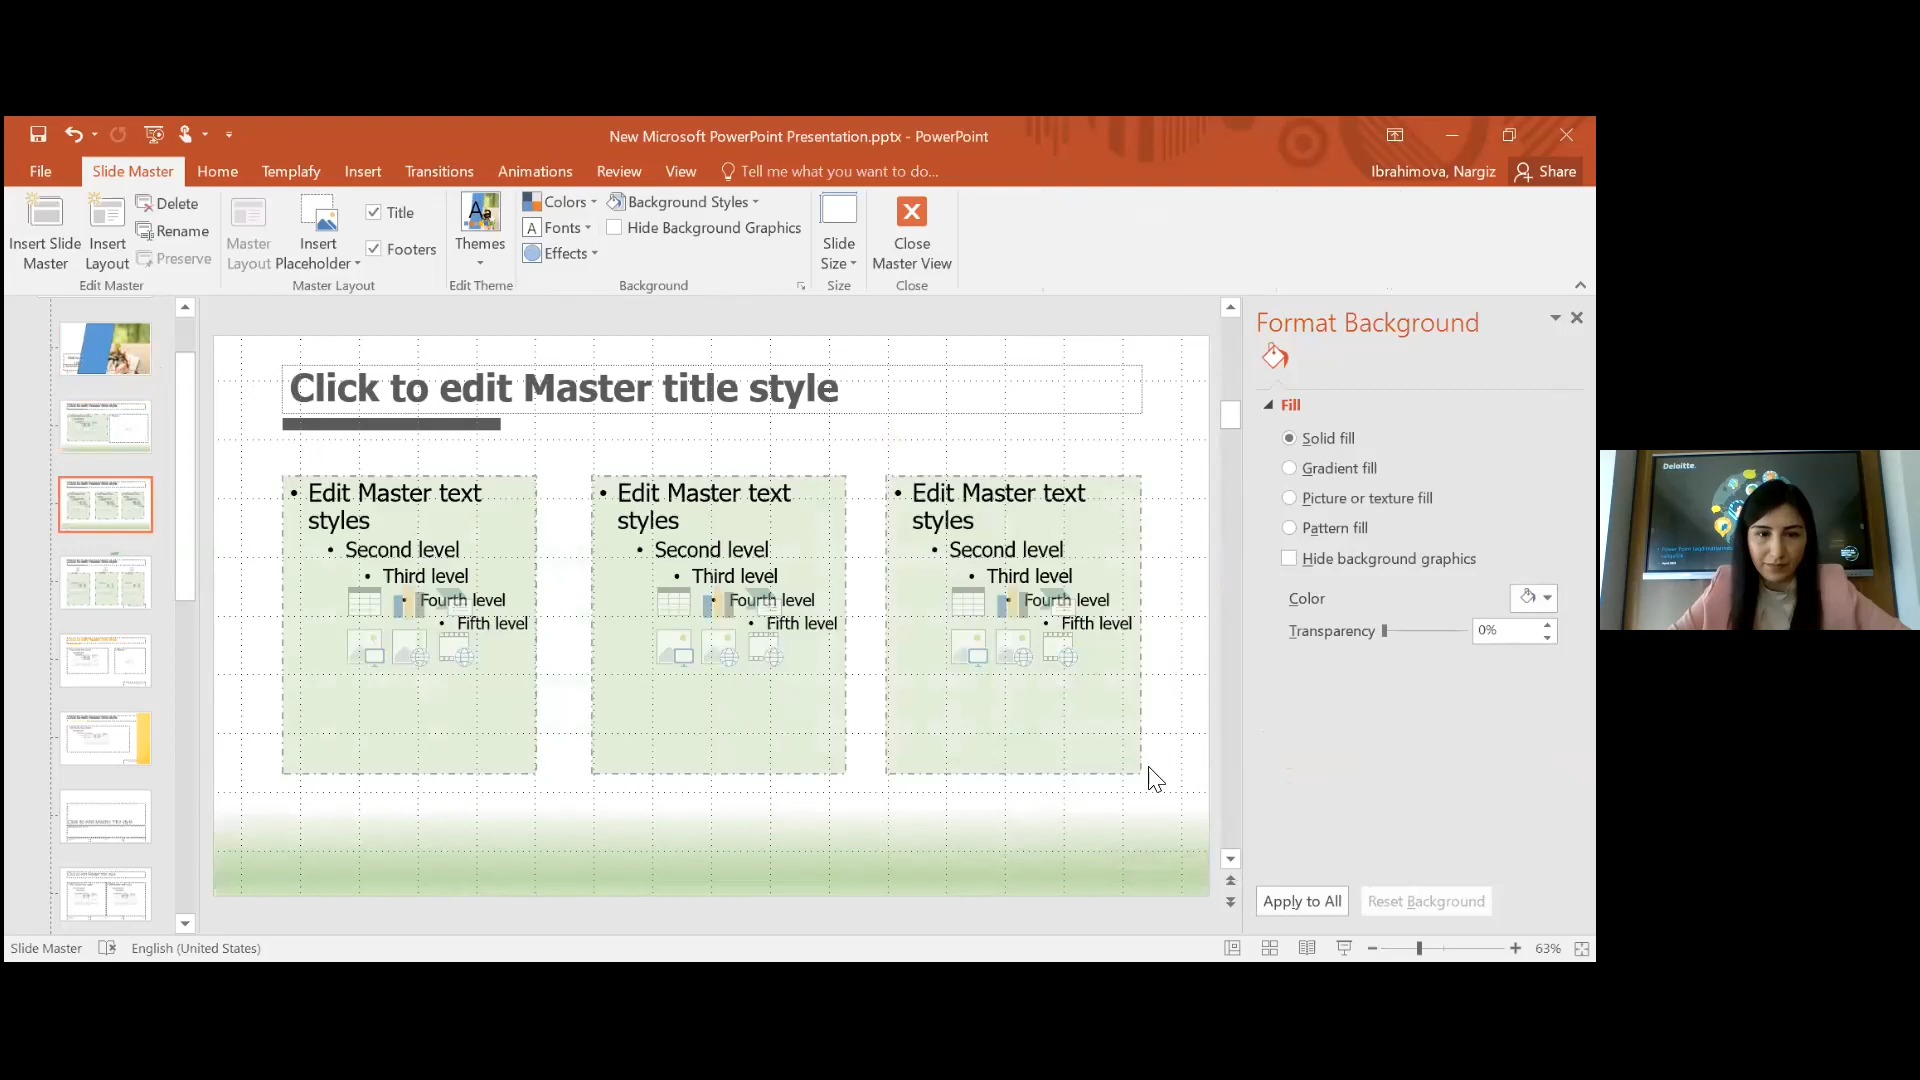 New Microsoft PowerPoint Presentation.pptx - PowerPoint
File Slide Master Home Templafy Insert Transitions Animations Review View Tell me what you want to do... Ibrahimova, Nargiz Share
Insert Slide Master
Insert Layout
Delete
Rename
Preserve
Edit Master
Master Layout
Insert Placeholder
Title
Footers
Master Layout
Themes
Edit Theme
Colors
Fonts
Effects
Background Styles
Hide Background Graphics
Background
Slide Size
Size
Close Master View
Close
Click to edit Master title style
• Edit Master text
styles
• Second level
• Third level
• Fourth level
• Fifth level
• Edit Master text
styles
• Second level
• Third level
• Fourth level
• Fifth level
• Edit Master text
styles
• Second level
• Third level
• Fourth level
• Fifth level
Format Background
Fill
Solid fill
Gradient fill
Picture or texture fill
Pattern fill
Hide background graphics
Color
Transparency 0%
Apply to All Reset Background
Deloitte.
Slide Master English (United States) 63%